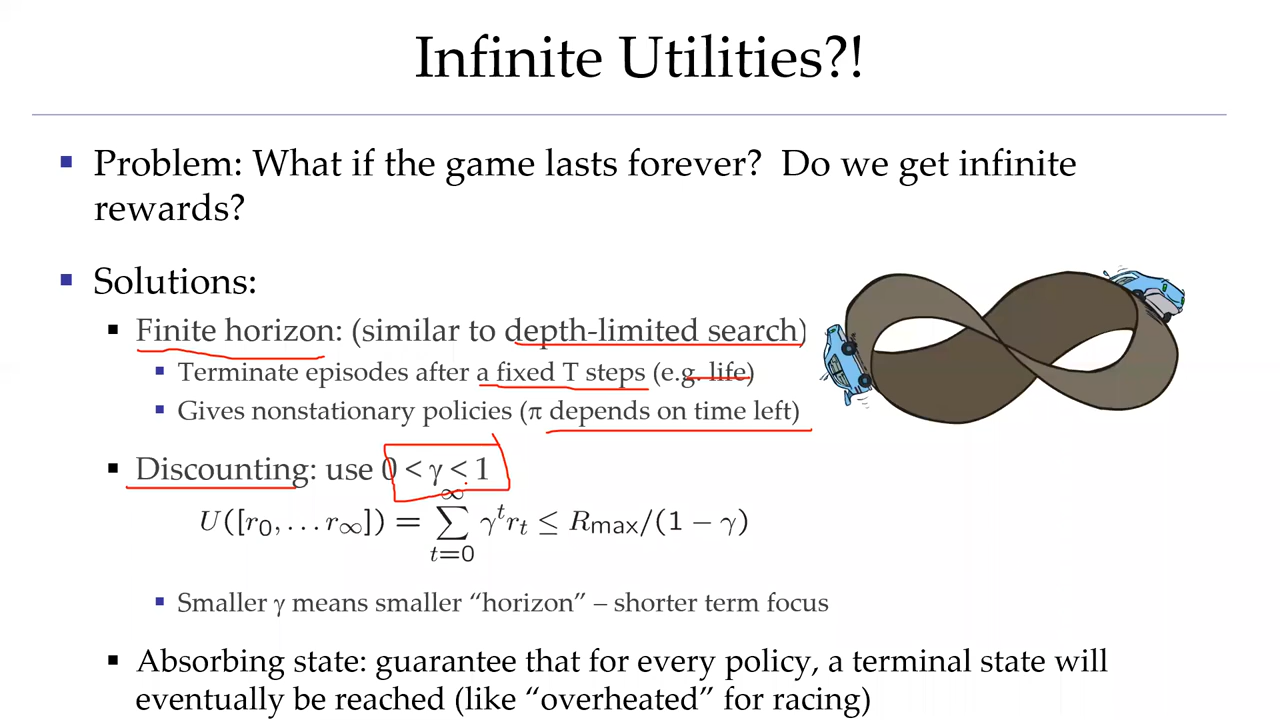 Infinite Utilities?!
▪ Problem: What if the game lasts forever?  Do we get infinite
rewards?
▪ Solutions:
▪ Finite horizon: (similar to depth-limited search)
▪ Terminate episodes after a fixed T steps (e.g. life)
▪ Gives nonstationary policies (π depends on time left)
▪ Discounting: use 0 < γ < 1
U([r₀, . . . r∞]) = ∑_{t=0}^{∞} γᵗrₜ ≤ R_max/(1 − γ)
▪ Smaller γ means smaller “horizon” – shorter term focus
▪ Absorbing state: guarantee that for every policy, a terminal state will
eventually be reached (like “overheated” for racing)